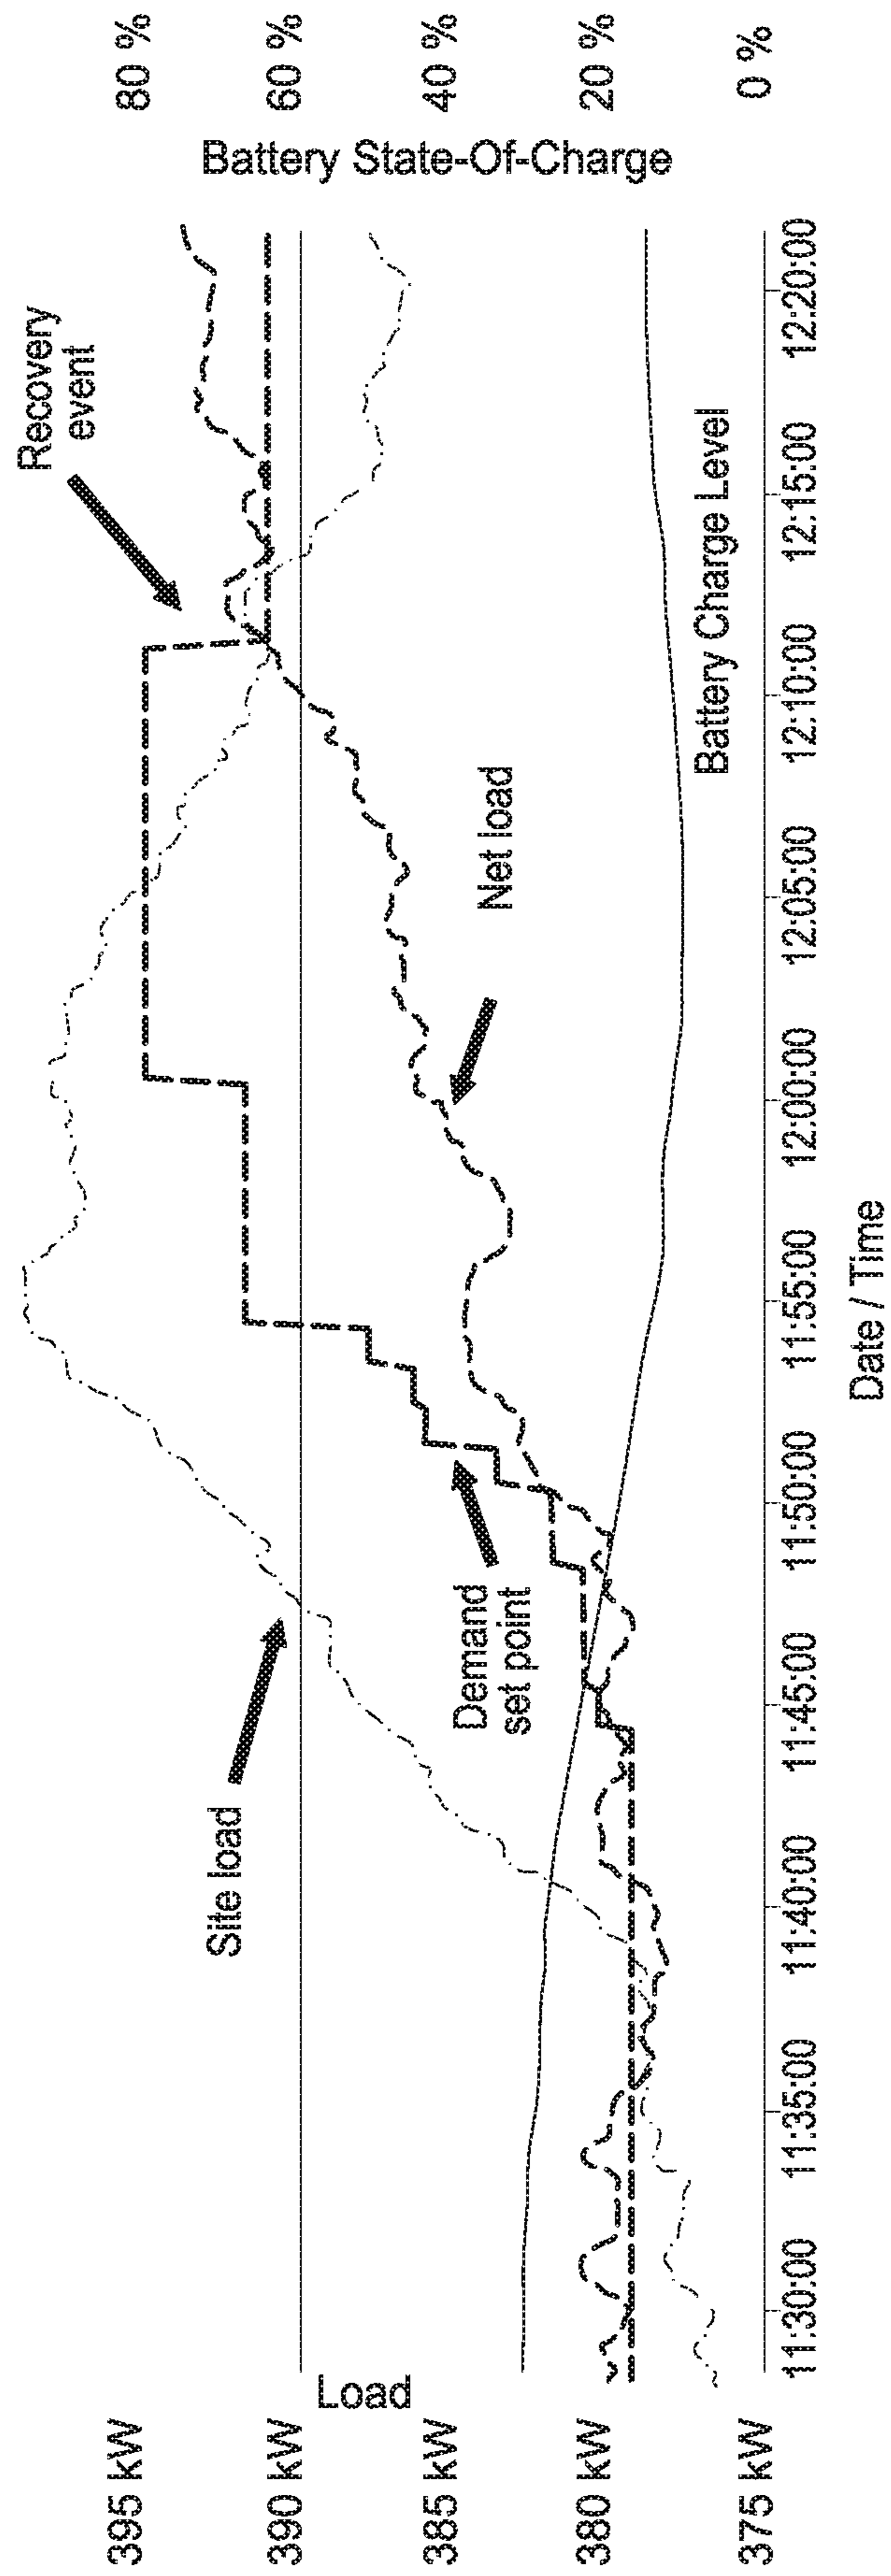 395 kW
390 kW
385 kW
380 kW
375 kW
Load
Site load
Demand
set point
Net load
Recovery
event
Battery Charge Level
80 %
60 %
40 %
20 %
0 %
Battery State-Of-Charge
11:30:00
11:35:00
11:40:00
11:45:00
11:50:00
11:55:00
12:00:00
12:05:00
12:10:00
12:15:00
12:20:00
Date / Time